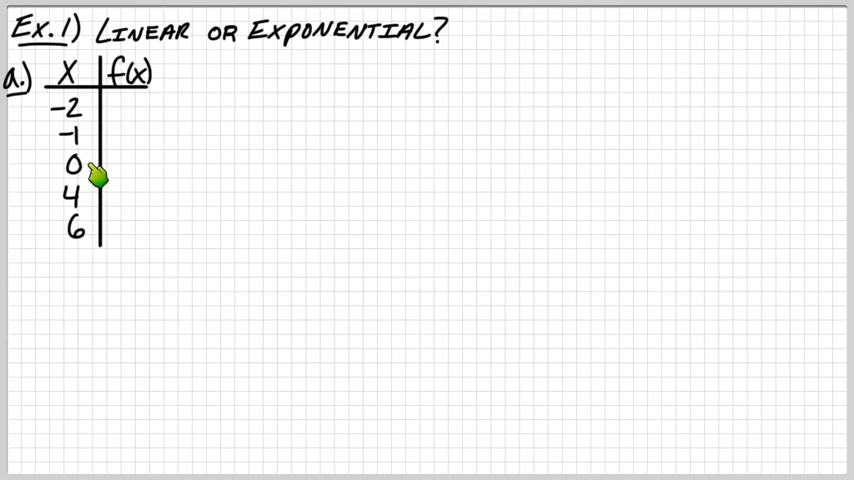 Ex. 1) LINEAR OR EXPONENTIAL?
a.) X f(x)
-2
-1
0
4
6